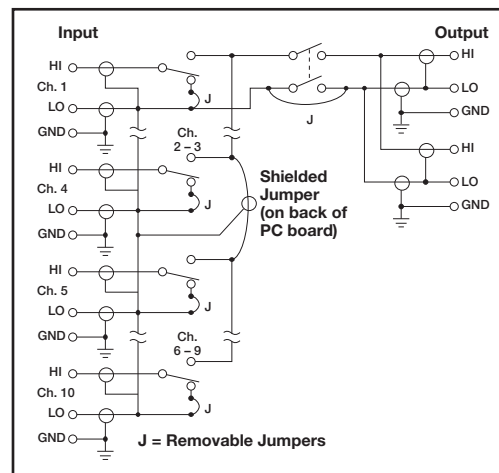 Input
Output
HI
Ch. 1
LO
GND
J
Ch.
2 – 3
HI
Ch. 4
LO
GND
J
HI
Ch. 5
LO
GND
J
Ch.
6 – 9
HI
Ch. 10
LO
GND
J
J
HI
LO
GND
HI
LO
GND
Shielded
Jumper
(on back of
PC board)
J = Removable Jumpers